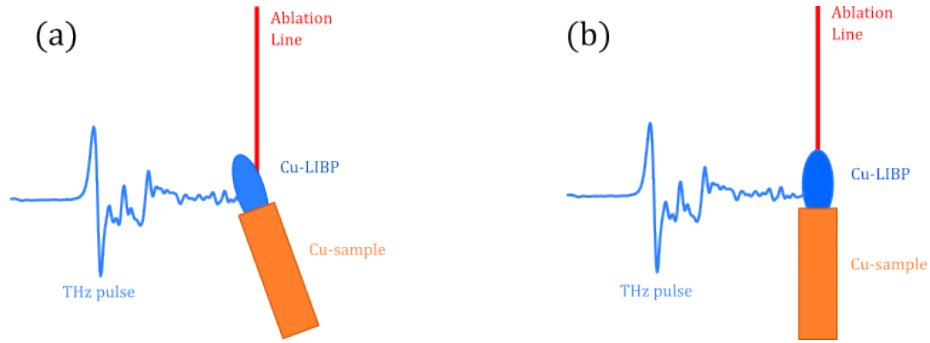 (a)
Ablation
Line
Cu-LIBP
Cu-sample
THz pulse
(b)
Ablation
Line
Cu-LIBP
Cu-sample
THz pulse